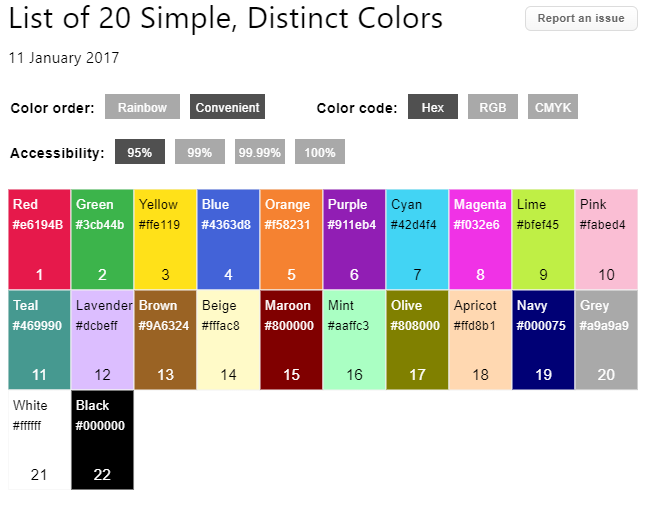 List of 20 Simple, Distinct Colors
Report an issue
11 January 2017
Color order: Rainbow Convenient Color code: Hex RGB CMYK
Accessibility: 95% 99% 99.99% 100%
Red Green Yellow Blue Orange Purple Cyan Magenta Lime Pink
#e6194B #3cb44b #ffe119 #4363d8 #f58231 #911eb4 #42d4f4 #f032e6 #bfef45 #fabed4
1 2 3 4 5 6 7 8 9 10
Teal Lavender Brown Beige Maroon Mint Olive Apricot Navy Grey
#469990 #dcbeff #9A6324 #fffac8 #800000 #aaffc3 #808000 #ffd8b1 #000075 #a9a9a9
11 12 13 14 15 16 17 18 19 20
White Black
#ffffff #000000
21 22